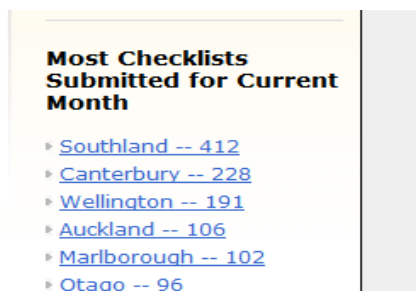 Most Checklists
Submitted for Current
Month
Southland -- 412
Canterbury -- 228
Wellington -- 191
Auckland -- 106
Marlborough -- 102
Otago -- 96